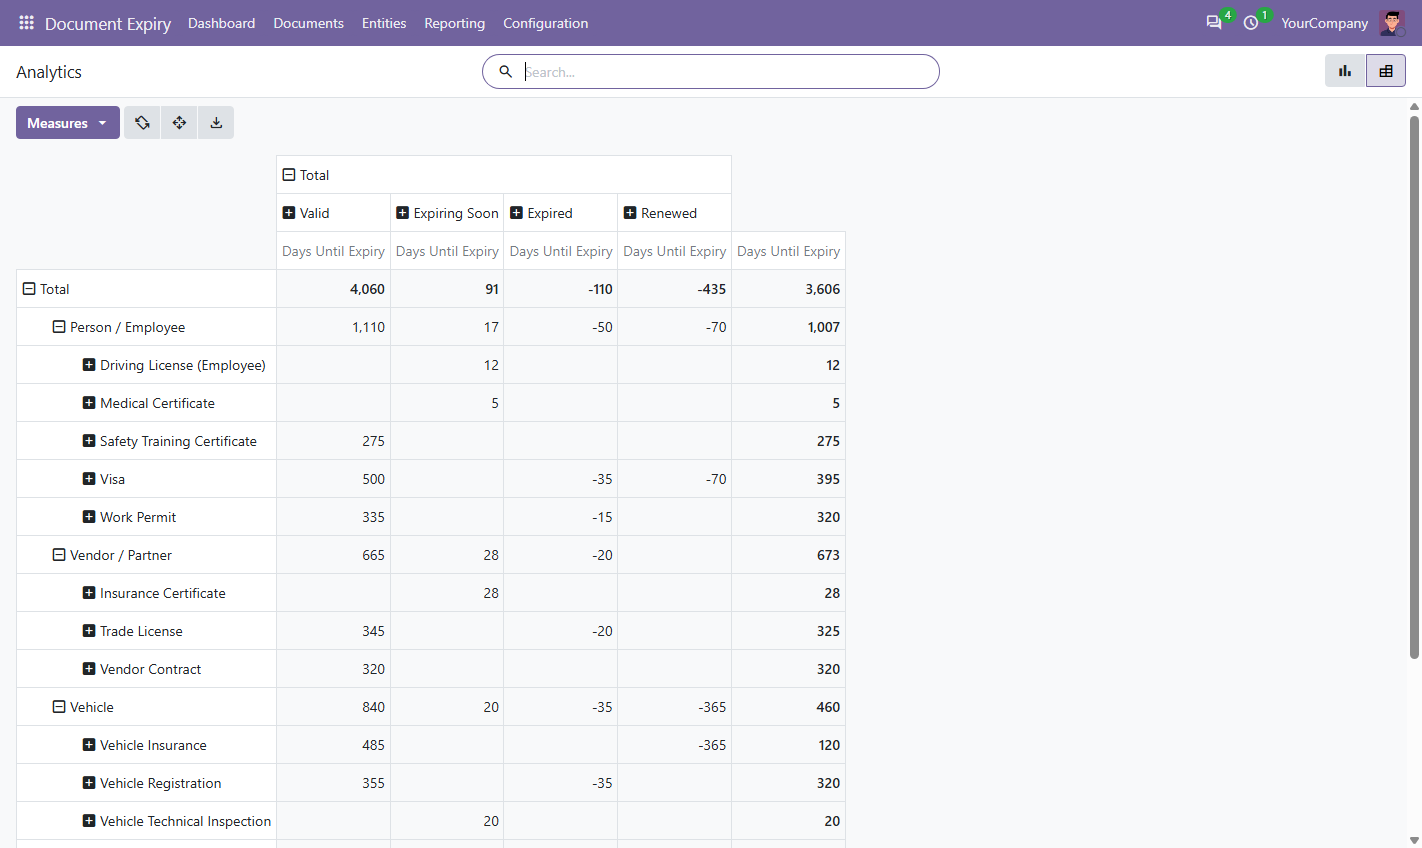 Document Expiry Dashboard Documents Entities Reporting Configuration 4 1 YourCompany
Analytics Search...
Measures
Total
Valid Expiring Soon Expired Renewed
Days Until Expiry Days Until Expiry Days Until Expiry Days Until Expiry Days Until Expiry
Total 4,060 91 -110 -435 3,606
Person / Employee 1,110 17 -50 -70 1,007
Driving License (Employee) 12 12
Medical Certificate 5 5
Safety Training Certificate 275 275
Visa 500 -35 -70 395
Work Permit 335 -15 320
Vendor / Partner 665 28 -20 673
Insurance Certificate 28 28
Trade License 345 -20 325
Vendor Contract 320 320
Vehicle 840 20 -35 -365 460
Vehicle Insurance 485 -365 120
Vehicle Registration 355 -35 320
Vehicle Technical Inspection 20 20